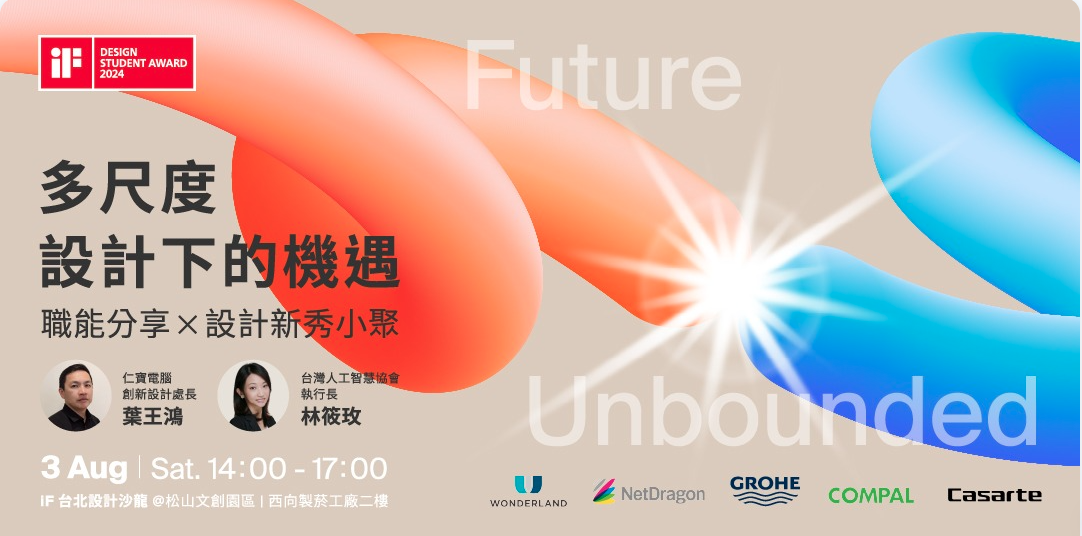 iF
DESIGN
STUDENT AWARD
2024
Future
多尺度
設計下的機遇
職能分享×設計新秀小聚
仁寶電腦
創新設計處長
葉王鴻
台灣人工智慧協會
執行長
林筱玫
Unbounded
3 Aug | Sat. 14:00 - 17:00
IF 台北設計沙龍 @松山文創園區 | 西向製菸工廠二樓
WONDERLAND
NetDragon
GROHE
COMPAL
Casarte